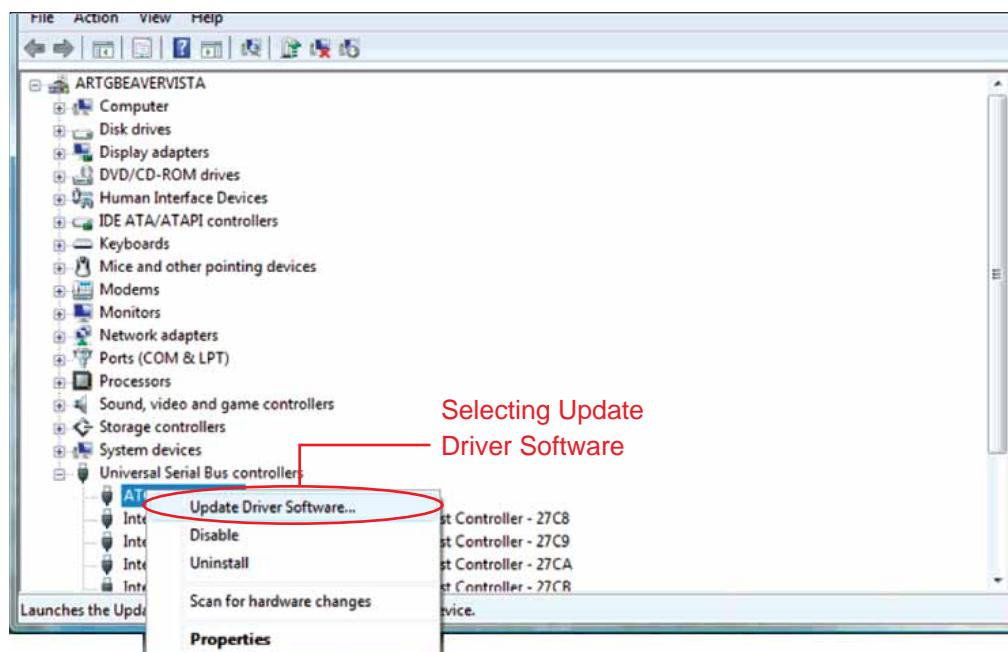 File Action View Help
ARTGBEAVERVISTA
Computer
Disk drives
Display adapters
DVD/CD-ROM drives
Human Interface Devices
IDE ATA/ATAPI controllers
Keyboards
Mice and other pointing devices
Modems
Monitors
Network adapters
Ports (COM & LPT)
Processors
Sound, video and game controllers
Storage controllers
System devices
Universal Serial Bus controllers
Selecting Update
Driver Software
Update Driver Software...
Disable
Uninstall
Scan for hardware changes
Properties
st Controller - 27C8
st Controller - 27C9
st Controller - 27CA
st Controller - 27CB
Launches the Upda